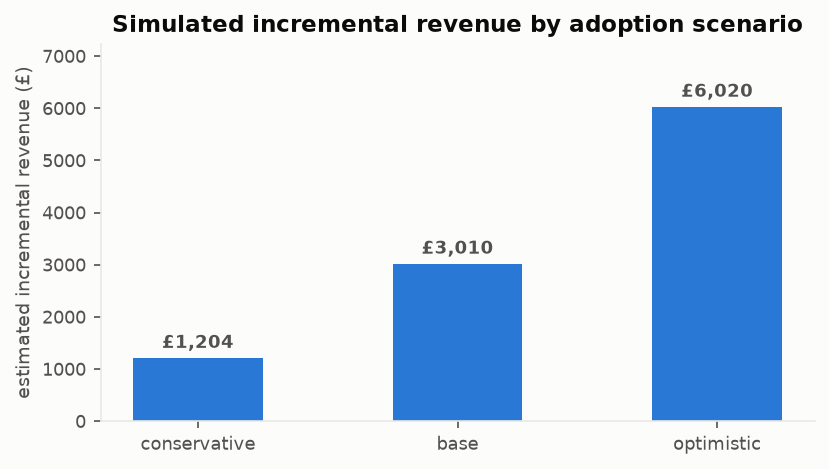 Simulated incremental revenue by adoption scenario
estimated incremental revenue (£)
7000
6000
5000
4000
3000
2000
1000
0
£1,204
£3,010
£6,020
conservative
base
optimistic